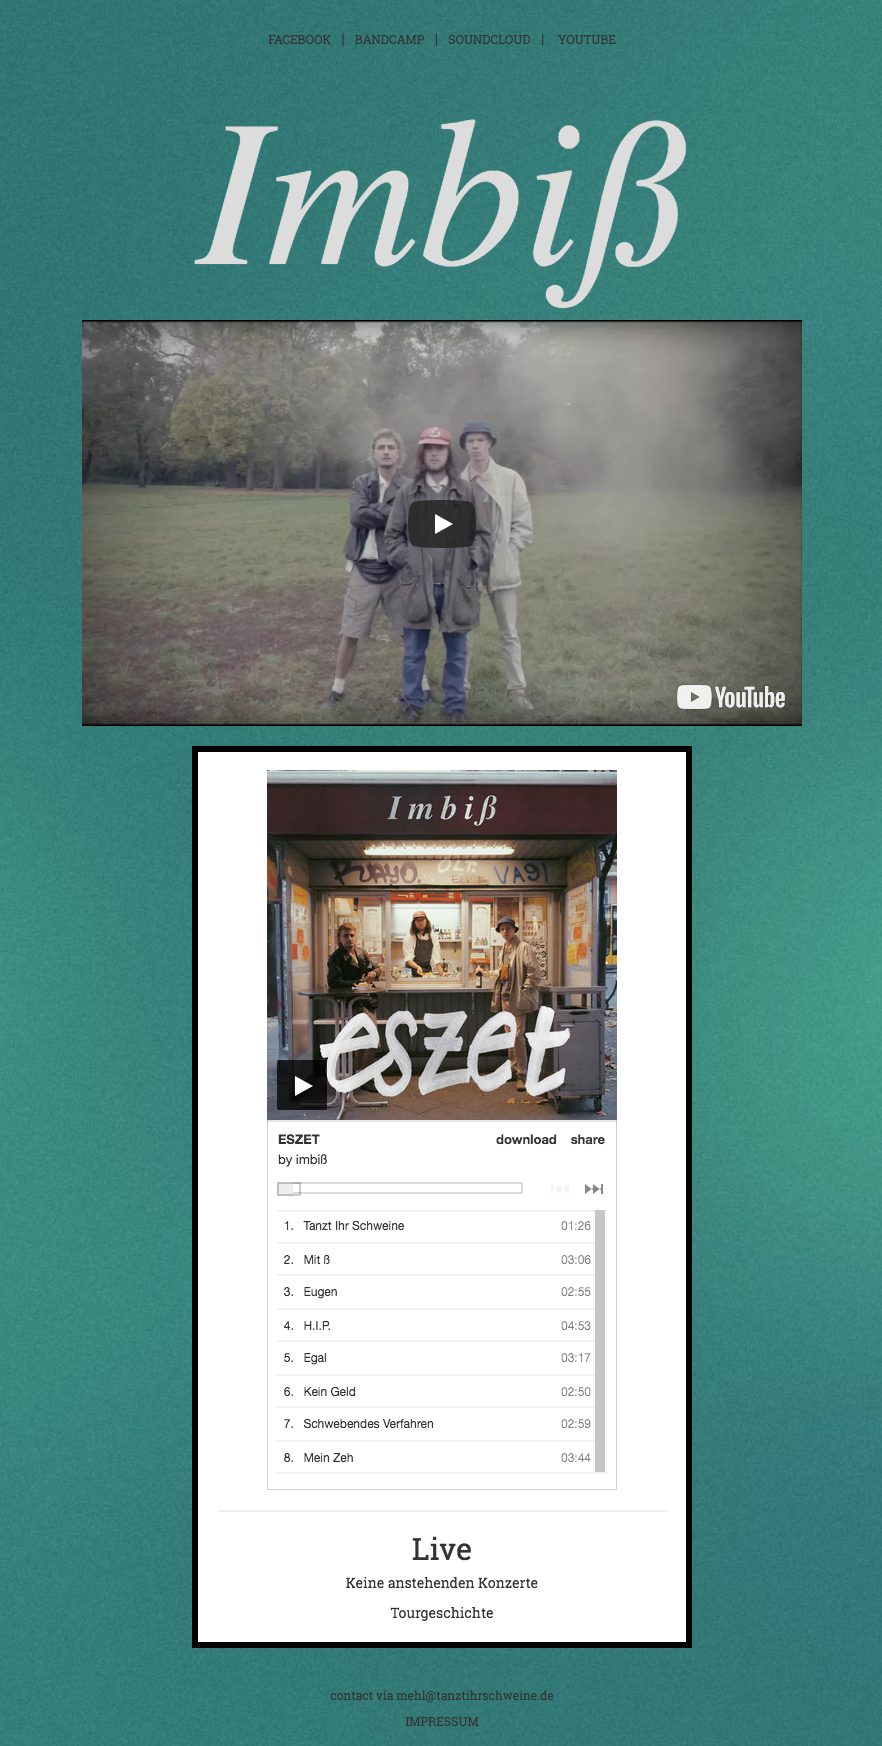 FACEBOOK | BANDCAMP | SOUNDCLOUD | YOUTUBE
Imbiß
YouTube
Imbiß
RUAYO. OLT. VAGI
eszet
ESZET download share
by imbiß
1. Tanzt Ihr Schweine 01:26
2. Mit ß 03:06
3. Eugen 02:55
4. H.I.P. 04:53
5. Egal 03:17
6. Kein Geld 02:50
7. Schwebendes Verfahren 02:59
8. Mein Zeh 03:44
Live
Keine anstehenden Konzerte
Tourgeschichte
contact via mehl@tanztihrschweine.de
IMPRESSUM